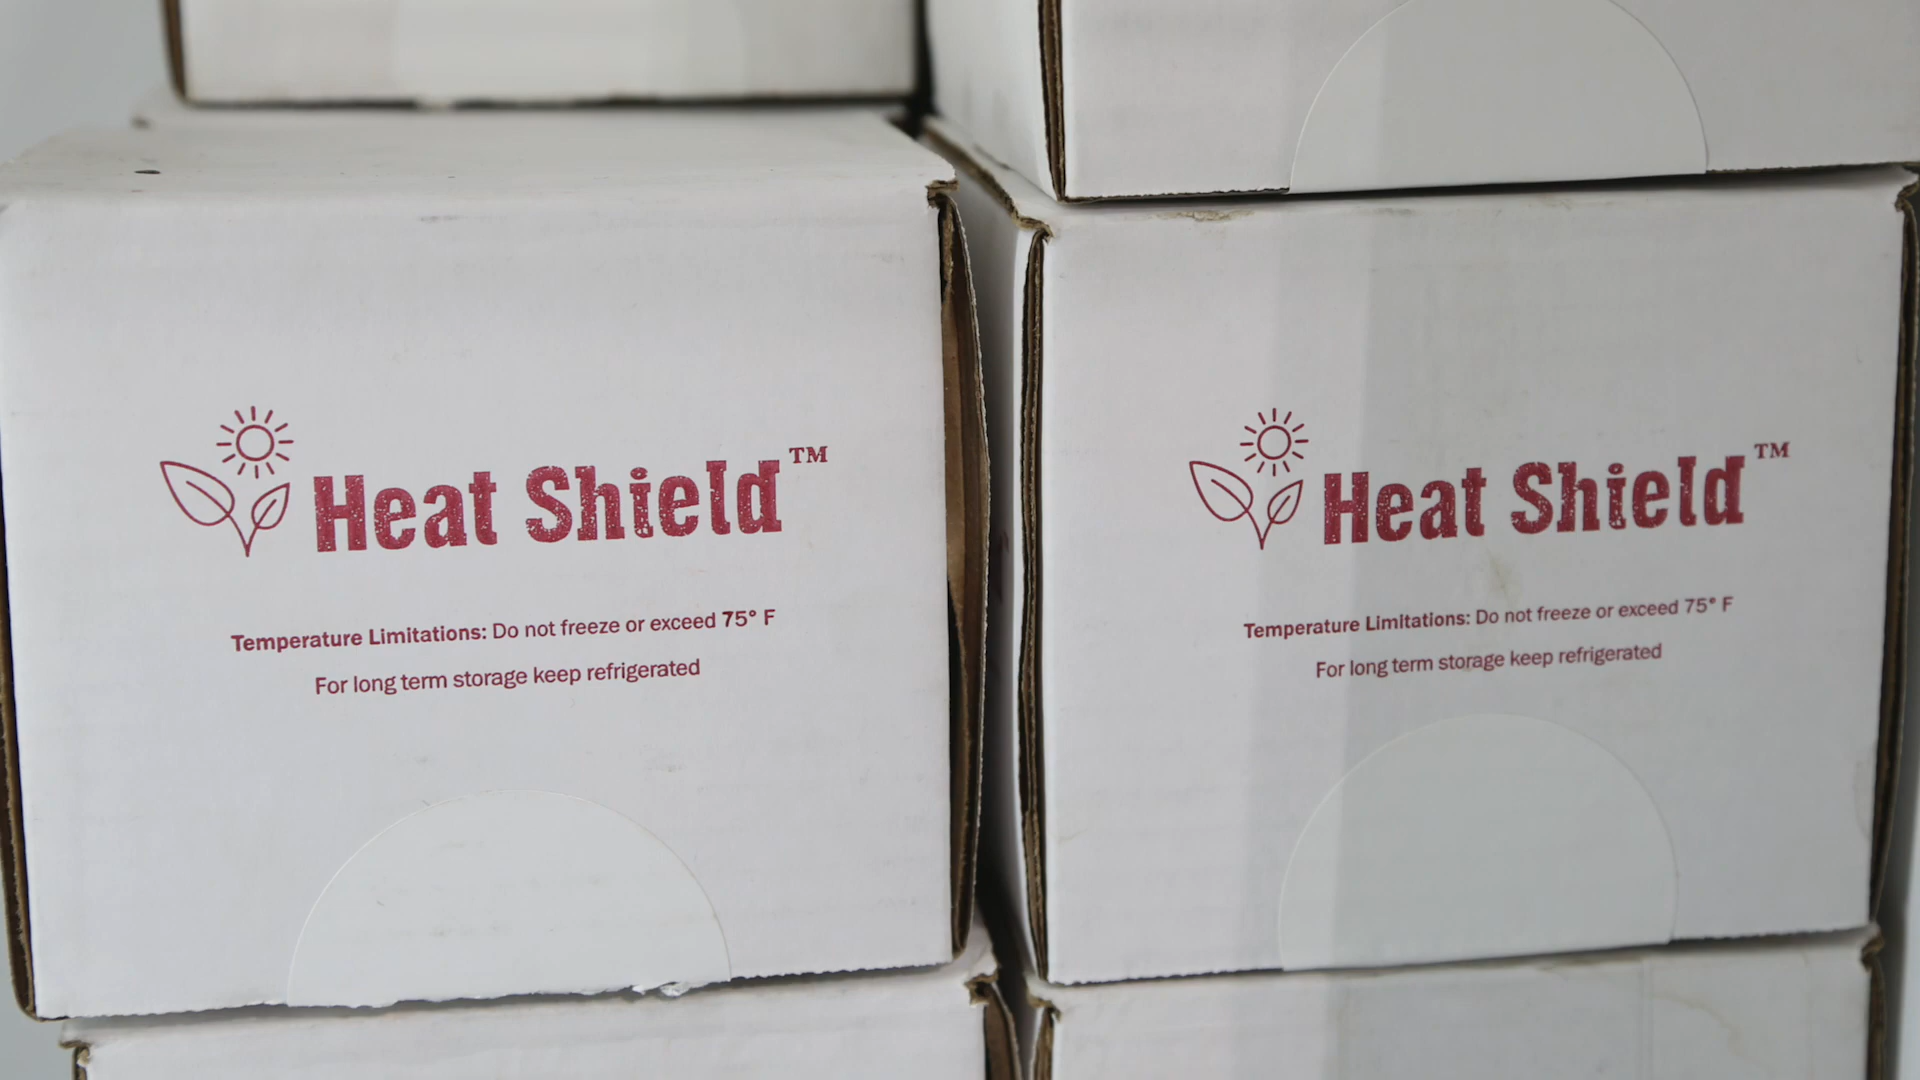 Heat Shield™
Temperature Limitations: Do not freeze or exceed 75° F
For long term storage keep refrigerated
Heat Shield™
Temperature Limitations: Do not freeze or exceed 75° F
For long term storage keep refrigerated